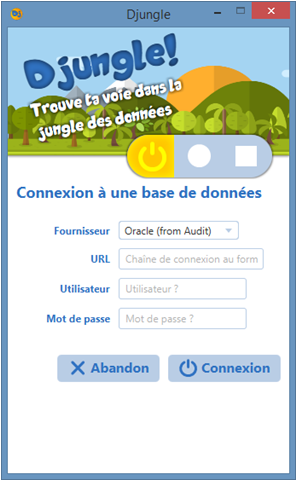 Djungle
Djungle!
Trouve ta voie dans la
jungle des données
Connexion à une base de données
Fournisseur Oracle (from Audit)
URL Chaîne de connexion au form
Utilisateur Utilisateur ?
Mot de passe Mot de passe ?
Abandon Connexion